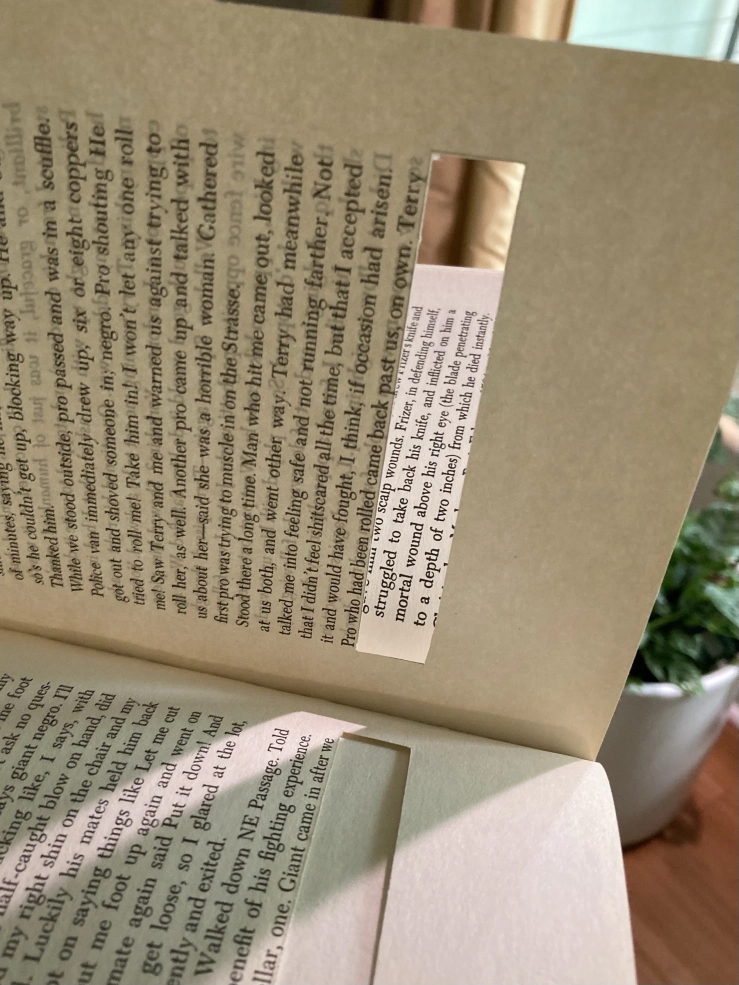 my
me foot
ask no ques-
giant negro. I'll
like, I says, with
half-caught blow on hand, did
my right shin on the chair and my
Luckily his mates held him back
on saying things like Let me cut
me foot up again and went on
mate again said Put it down! And
get loose, so I glared at the lot,
and exited.
Walked down NE Passage. Told
benefit of his fighting experience.
one. Giant came in after we
of minutes, saying
so's he couldn't get up, blocking way up. He and
Thanked him.
While we stood outside, pro passed and was in a scuffle.
Police van immediately drew up, six or eight coppers
got out and shoved someone in, negro. Pro shouting He
tried to roll me! Take him in! I won't let any one roll
me! Saw Terry and me and warned us against trying to
roll her, as well. Another pro came up and talked with
us about her—said she was a horrible woman. Gathered
first pro was trying to muscle in on the Strasse.
Stood there a long time. Man who hit me came out, looked
at us both, and went other way. Terry had meanwhile
talked me into feeling safe and not running farther. Not
that I didn't feel shitscared all the time, but that I accepted
it and would have fought, I think, if occasion had arisen.
Pro who had been rolled came back past us, on own. Terry
knife and
two scalp wounds. Frizer, in defending himself,
struggled to take back his knife, and inflicted on him a
mortal wound above his right eye (the blade penetrating
to a depth of two inches) from which he died instantly.